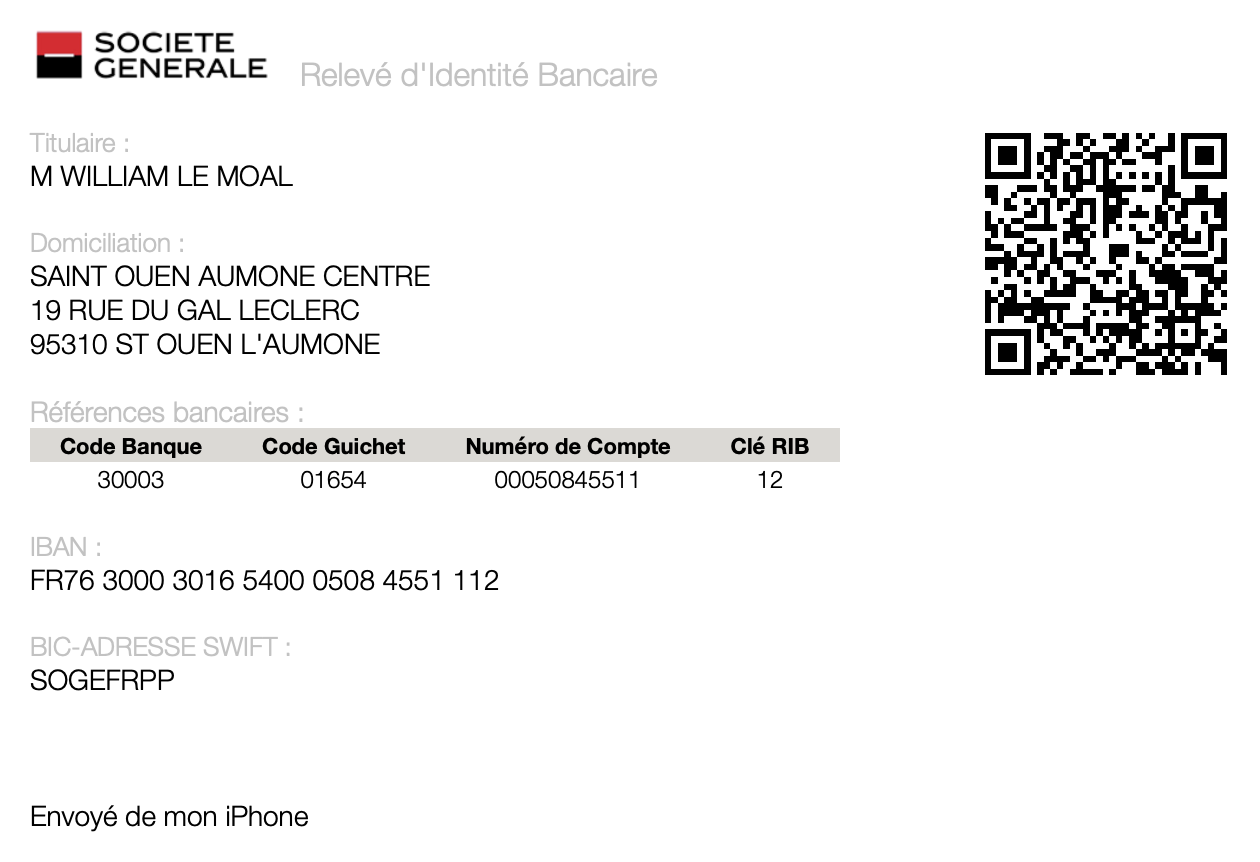 SOCIETE
GENERALE
Relevé d'Identité Bancaire
Titulaire :
M WILLIAM LE MOAL
Domiciliation :
SAINT OUEN AUMONE CENTRE
19 RUE DU GAL LECLERC
95310 ST OUEN L'AUMONE
Références bancaires :
Code Banque Code Guichet Numéro de Compte Clé RIB
30003 01654 00050845511 12
IBAN :
FR76 3000 3016 5400 0508 4551 112
BIC-ADRESSE SWIFT :
SOGEFRPP
Envoyé de mon iPhone